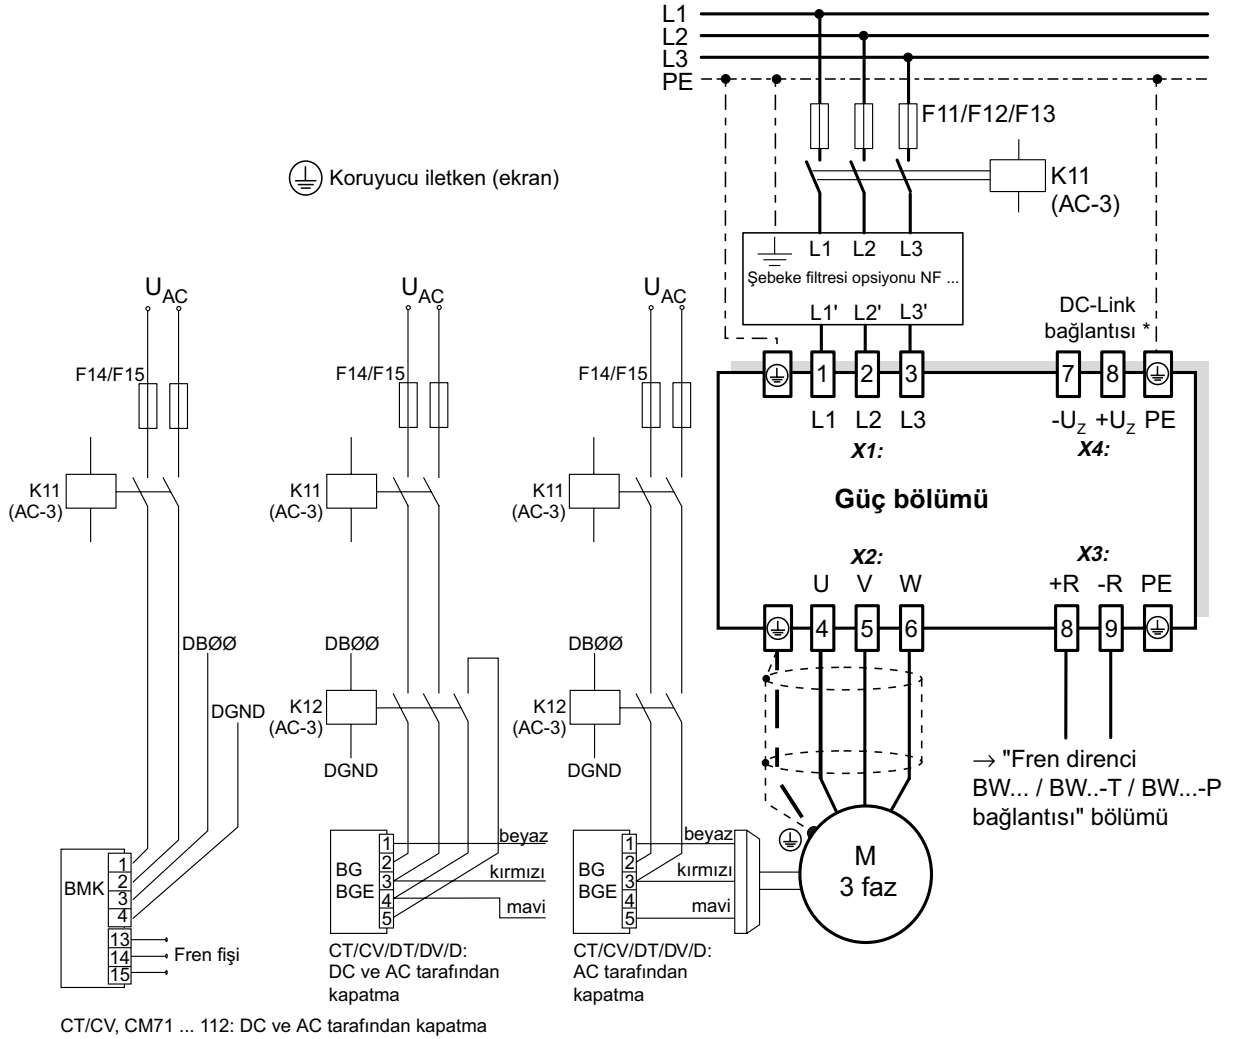 L1
L2
L3
PE
F11/F12/F13
K11
(AC-3)
Koruyucu iletken (ekran)
L1 L2 L3
Şebeke filtresi opsiyonu NF ...
L1' L2' L3'
DC-Link
bağlantısı *
1 2 3 7 8
L1 L2 L3 -UZ +UZ PE
X1: X4:
Güç bölümü
X2: X3:
U V W +R -R PE
4 5 6 8 9
→ "Fren direnci
BW... / BW..-T / BW...-P
bağlantısı" bölümü
M
3 faz
UAC
F14/F15
K11
(AC-3)
DBØØ
DGND
BMK
1
2
3
4
13
14
15
Fren fişi
CT/CV, CM71 ... 112: DC ve AC tarafından kapatma
UAC
F14/F15
K11
(AC-3)
DBØØ
K12
(AC-3)
DGND
BG
BGE
1
2
3
4
5
beyaz
kırmızı
mavi
CT/CV/DT/DV/D:
DC ve AC tarafından
kapatma
UAC
F14/F15
K11
(AC-3)
DBØØ
K12
(AC-3)
DGND
BG
BGE
1
2
3
4
5
beyaz
kırmızı
mavi
CT/CV/DT/DV/D:
AC tarafından
kapatma